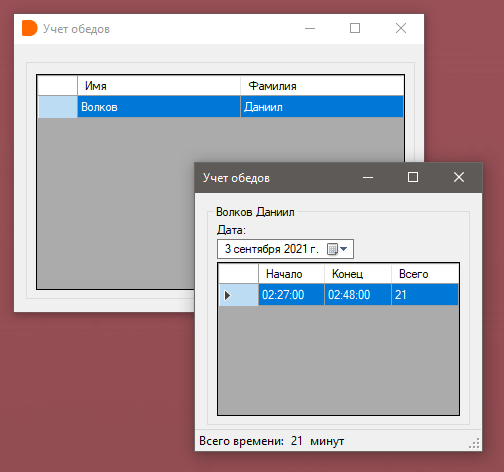 Учет обедов
Имя Фамилия
Волков Даниил
Учет обедов
Волков Даниил
Дата:
3 сентября 2021 г.
Начало Конец Всего
02:27:00 02:48:00 21
Всего времени: 21 минут